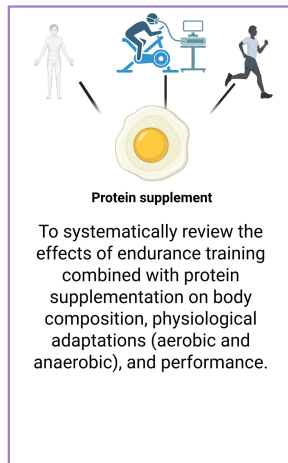 Protein supplement
To systematically review the
effects of endurance training
combined with protein
supplementation on body
composition, physiological
adaptations (aerobic and
anaerobic), and performance.